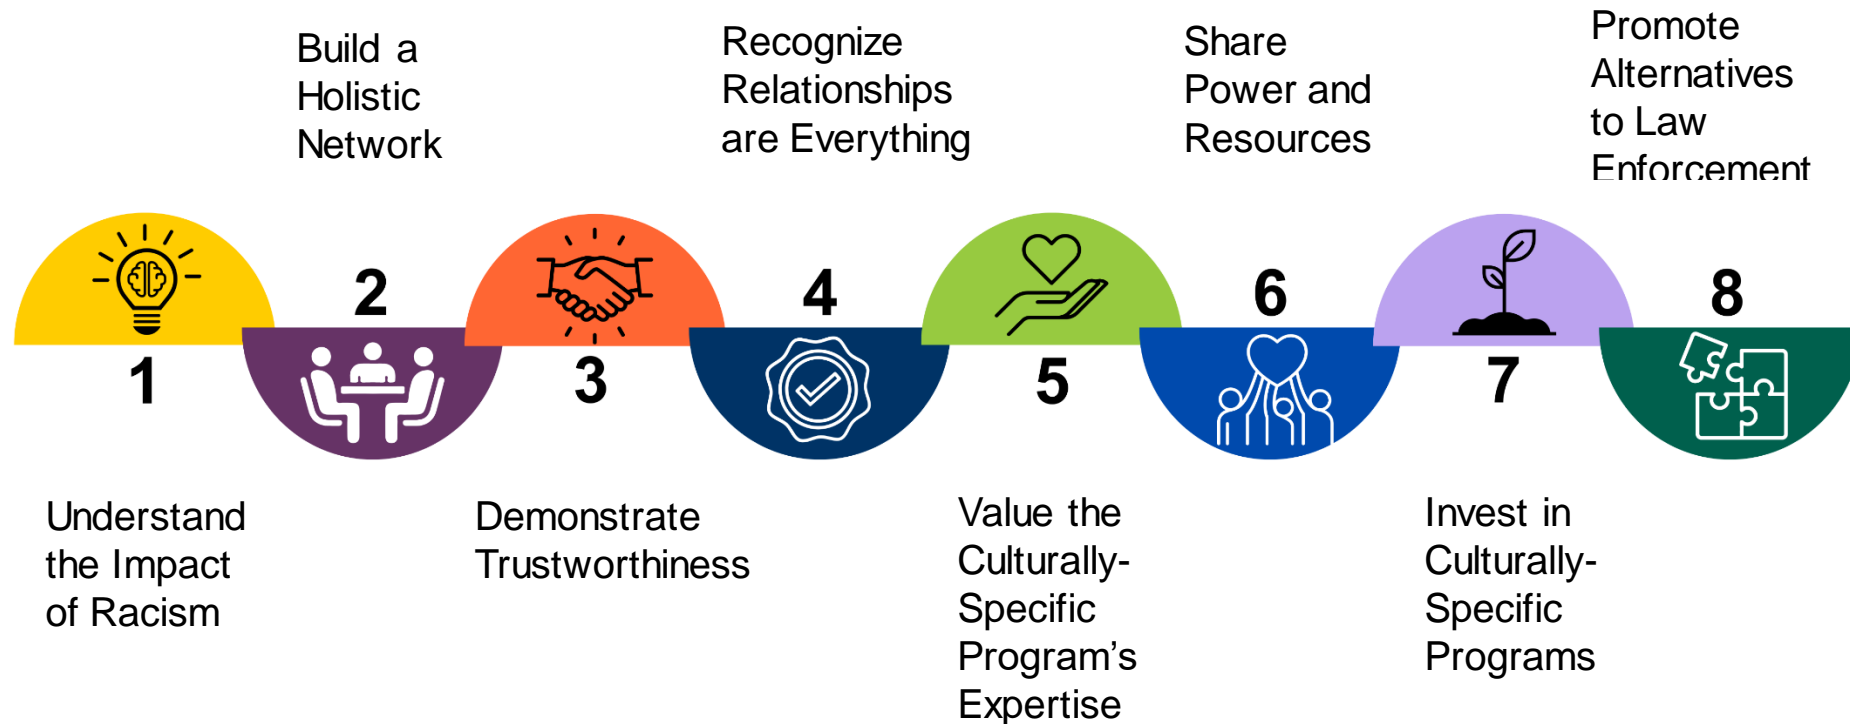 1
Understand
the Impact
of Racism
2
Build a
Holistic
Network
3
Demonstrate
Trustworthiness
4
Recognize
Relationships
are Everything
5
Value the
Culturally-
Specific
Program’s
Expertise
6
Share
Power and
Resources
7
Invest in
Culturally-
Specific
Programs
8
Promote
Alternatives
to Law
Enforcement